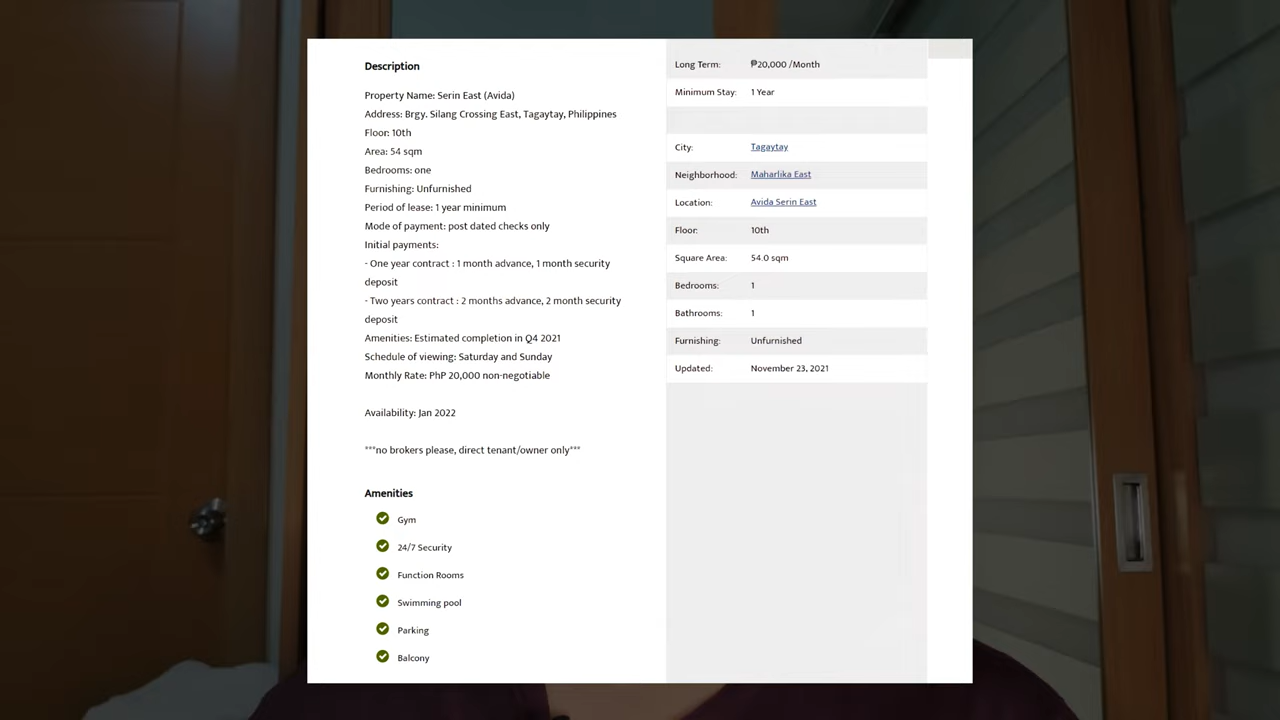 Description
Property Name: Serin East (Avida)
Address: Brgy. Silang Crossing East, Tagaytay, Philippines
Floor: 10th
Area: 54 sqm
Bedrooms: one
Furnishing: Unfurnished
Period of lease: 1 year minimum
Mode of payment: post dated checks only
Initial payments:
- One year contract : 1 month advance, 1 month security
deposit
- Two years contract : 2 months advance, 2 month security
deposit
Amenities: Estimated completion in Q4 2021
Schedule of viewing: Saturday and Sunday
Monthly Rate: PhP 20,000 non-negotiable
Availability: Jan 2022
***no brokers please, direct tenant/owner only***
Amenities
Gym
24/7 Security
Function Rooms
Swimming pool
Parking
Balcony
Long Term: ₱20,000 /Month
Minimum Stay: 1 Year
City: Tagaytay
Neighborhood: Maharlika East
Location: Avida Serin East
Floor: 10th
Square Area: 54.0 sqm
Bedrooms: 1
Bathrooms: 1
Furnishing: Unfurnished
Updated: November 23, 2021